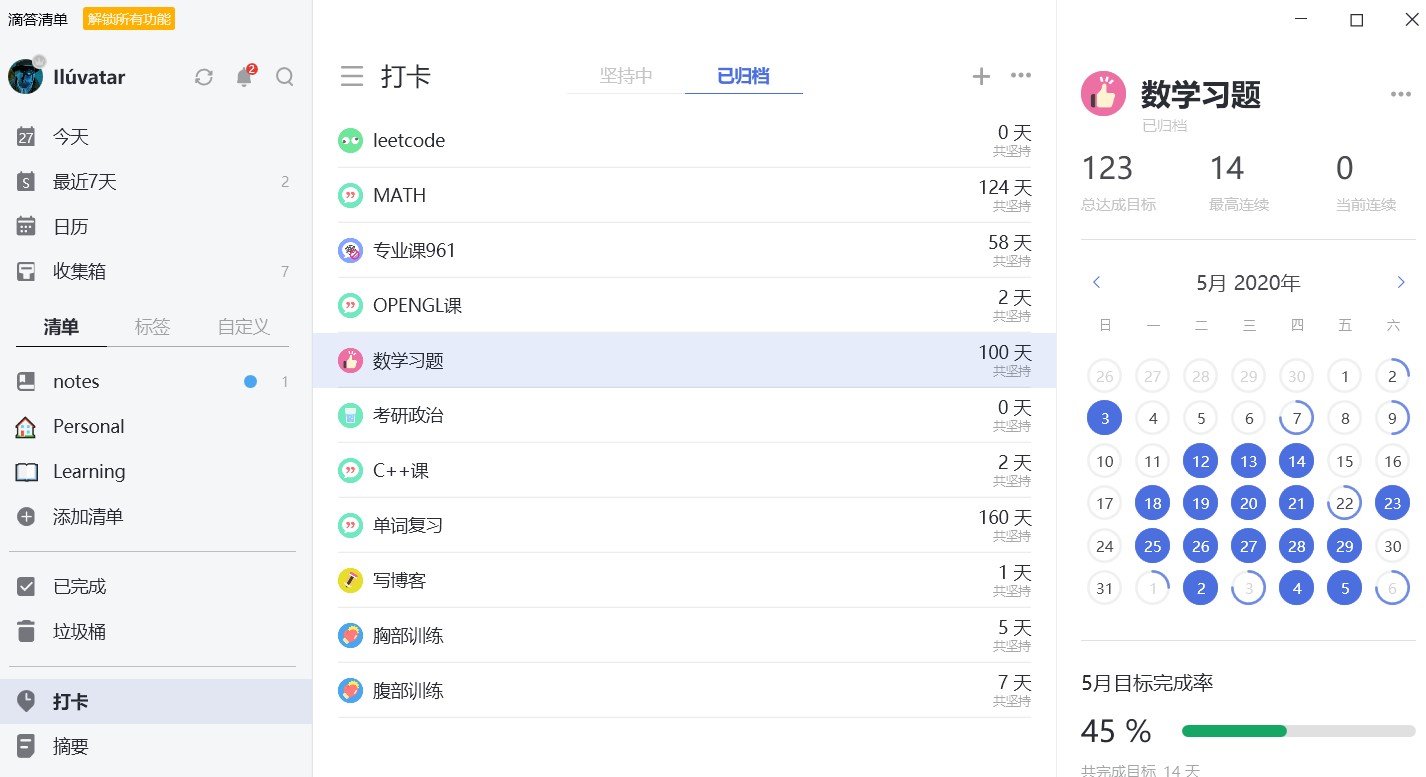 滴答清单 解锁所有功能
Ilúvatar 2
27 今天
S 最近7天 2
日历
收集箱 7
清单 标签 自定义
notes 1
Personal
Learning
添加清单
已完成
垃圾桶
打卡
摘要
打卡 坚持中 已归档
leetcode 0 天
共坚持
MATH 124 天
共坚持
专业课961 58 天
共坚持
OPENGL课 2 天
共坚持
数学习题 100 天
共坚持
考研政治 0 天
共坚持
C++课 2 天
共坚持
单词复习 160 天
共坚持
写博客 1 天
共坚持
胸部训练 5 天
共坚持
腹部训练 7 天
共坚持
数学习题
已归档
123 14 0
总达成目标 最高连续 当前连续
5月 2020年
日 一 二 三 四 五 六
26 27 28 29 30 1 2
3 4 5 6 7 8 9
10 11 12 13 14 15 16
17 18 19 20 21 22 23
24 25 26 27 28 29 30
31 1 2 3 4 5 6
5月目标完成率
45 %
共完成目标 14 天